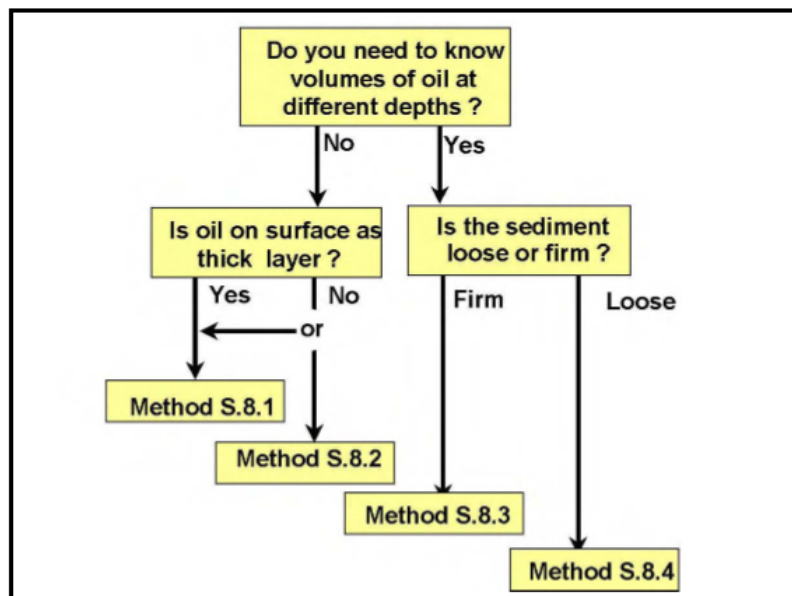 Do you need to know
volumes of oil at
different depths ?
No
Yes
Is oil on surface as
thick layer ?
Is the sediment
loose or firm ?
Yes
No
Firm
Loose
or
Method S.8.1
Method S.8.2
Method S.8.3
Method S.8.4